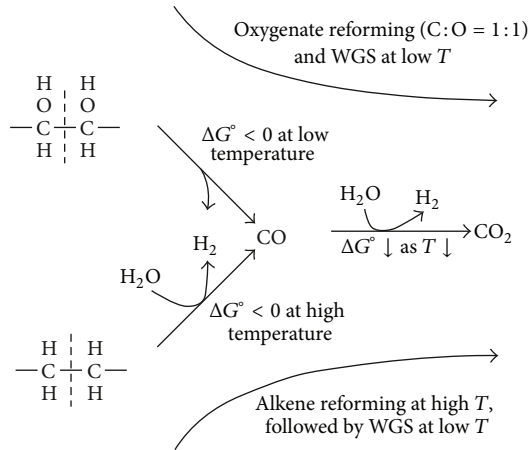 Oxygenate reforming (C:O = 1:1)
and WGS at low T
H H
O O
C C
H H
ΔG° < 0 at low
temperature
H₂O
H₂
H₂
CO
CO₂
ΔG° ↓ as T ↓
H₂O
ΔG° < 0 at high
temperature
H H
C C
H H
Alkene reforming at high T,
followed by WGS at low T